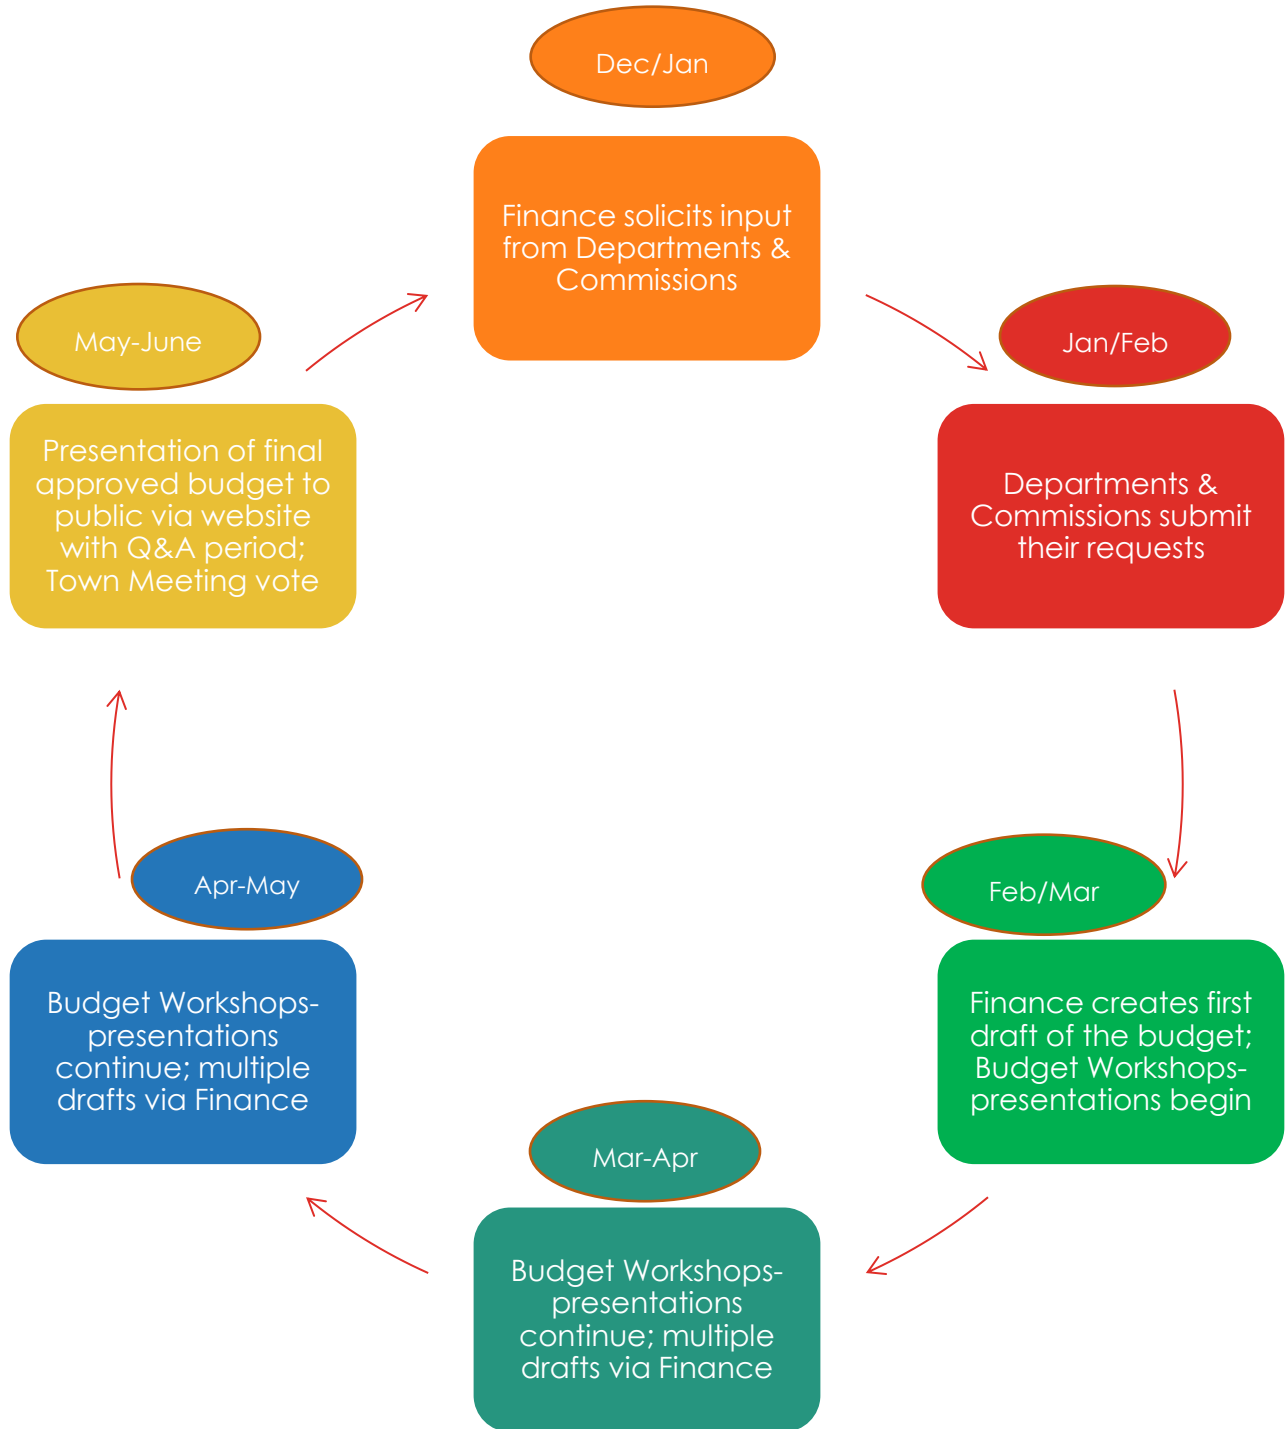 Dec/Jan
Finance solicits input
from Departments &
Commissions
Jan/Feb
Departments &
Commissions submit
their requests
Feb/Mar
Finance creates first
draft of the budget;
Budget Workshops-
presentations begin
Mar-Apr
Budget Workshops-
presentations
continue; multiple
drafts via Finance
Apr-May
Budget Workshops-
presentations
continue; multiple
drafts via Finance
May-June
Presentation of final
approved budget to
public via website
with Q&A period;
Town Meeting vote